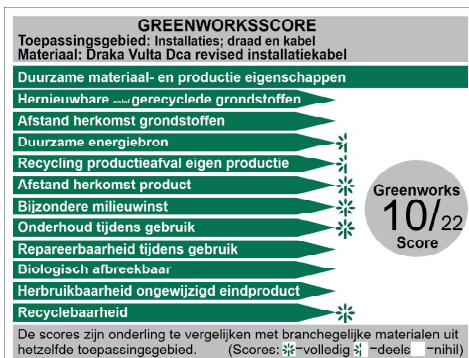 GREENWORKSSCORE
Toepassingsgebied: Installaties; draad en kabel
Materiaal: Draka Vulta Dca revised installatiekabel
Duurzame materiaal- en productie eigenschappen
Hernieuwbare en/of gerecyclede grondstoffen
Afstand herkomst grondstoffen
Duurzame energiebron
Recycling productieafval eigen productie
Afstand herkomst product
Bijzondere milieuwinst
Onderhoud tijdens gebruik
Repareerbaarheid tijdens gebruik
Biologisch afbreekbaar
Herbruikbaarheid ongewijzigd eindproduct
Recyclebaarheid
Greenworks
10/22
Score
De scores zijn onderling te vergelijken met branchegelijke materialen uit
hetzelfde toepassingsgebied. (Scores: -volledig -deels -nihil)